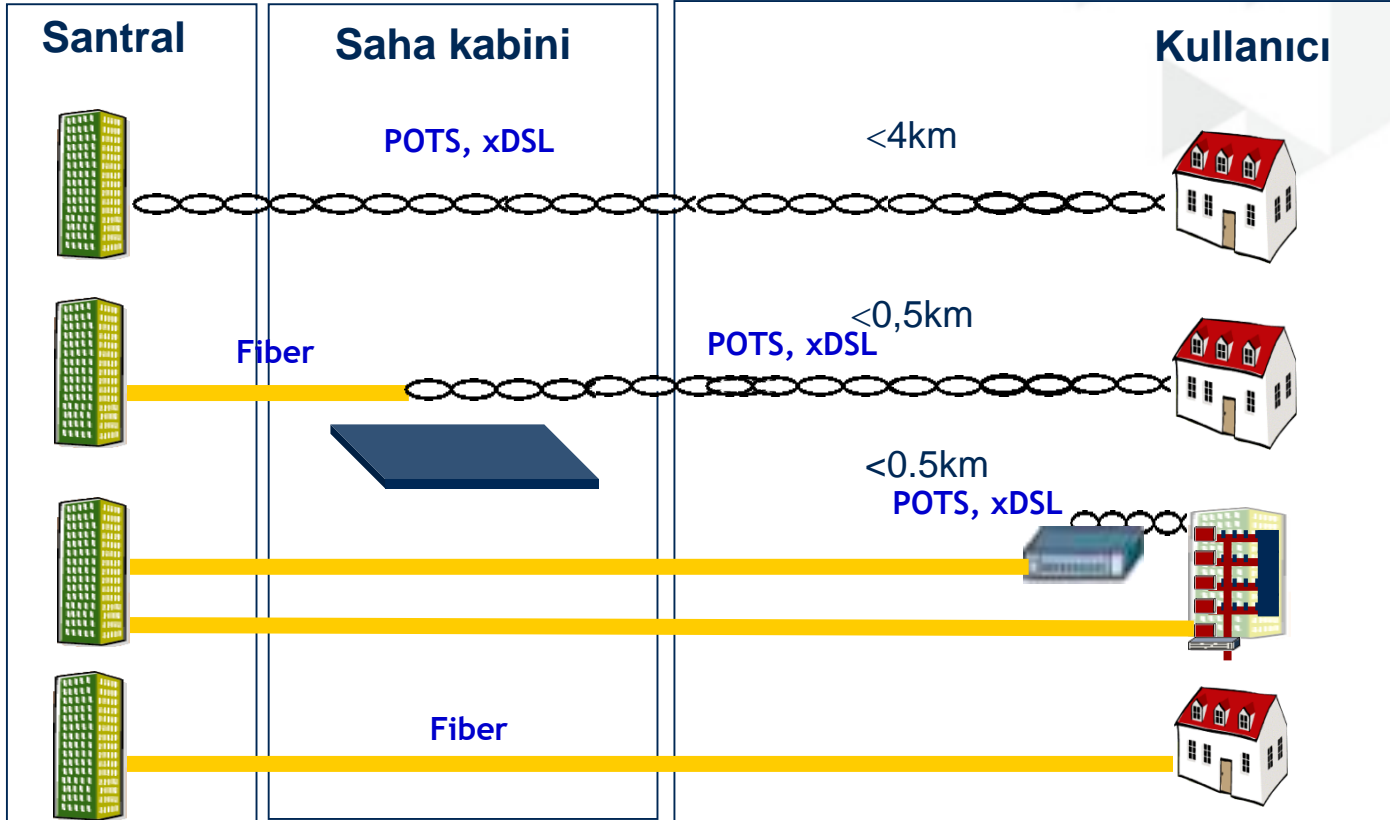 Santral
Saha kabini
Kullanıcı
POTS, xDSL
<4km
<0,5km
Fiber
POTS, xDSL
<0.5km
POTS, xDSL
Fiber